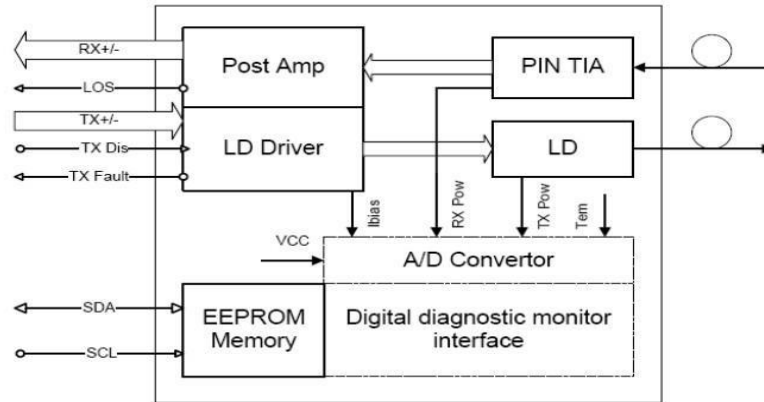 RX+/-
Post Amp
PIN TIA
LOS
TX+/-
TX Dis
LD Driver
LD
TX Fault
Ibias
RX Pow
TX Pow
Tem
VCC
A/D Convertor
SDA
EEPROM
Memory
Digital diagnostic monitor
interface
SCL